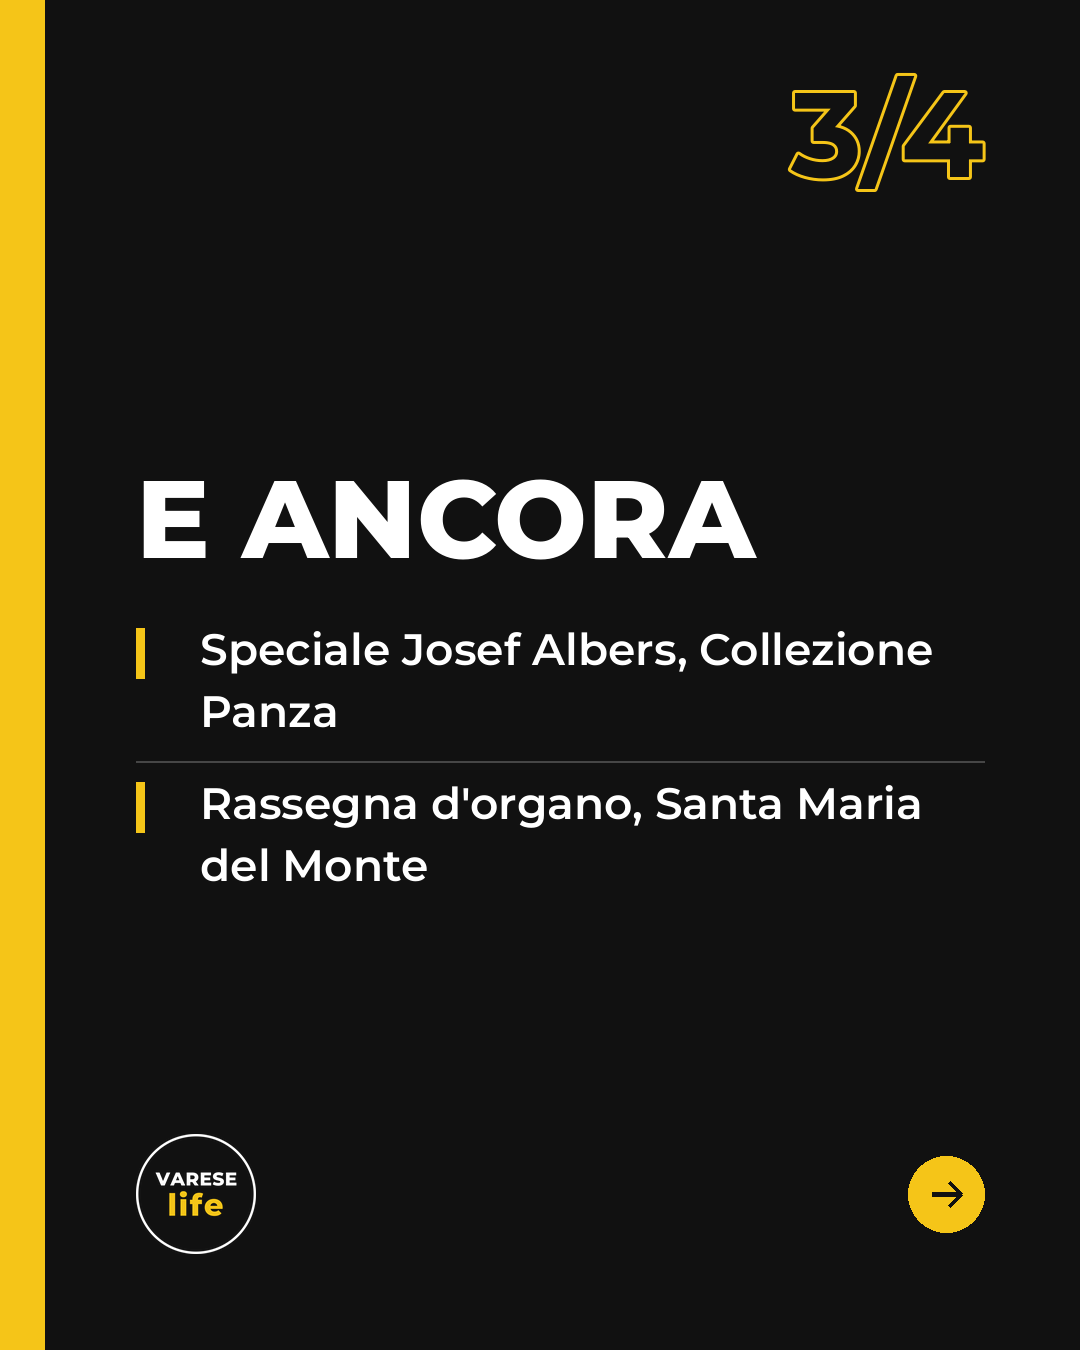 3/4
E ANCORA
Speciale Josef Albers, Collezione
Panza
Rassegna d'organo, Santa Maria
del Monte
VARESE
life